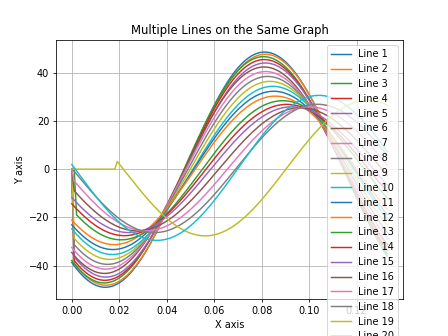 Multiple Lines on the Same Graph
Y axis
40
20
0
−20
−40
0.00
0.02
0.04
0.06
0.08
0.10
X axis
Line 1
Line 2
Line 3
Line 4
Line 5
Line 6
Line 7
Line 8
Line 9
Line 10
Line 11
Line 12
Line 13
Line 14
Line 15
Line 16
Line 17
Line 18
Line 19
Line 20